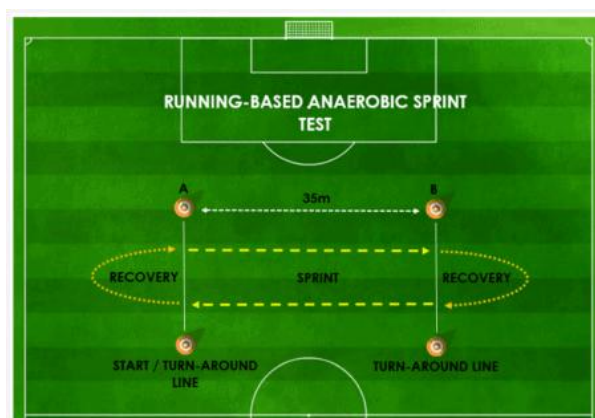 RUNNING-BASED ANAEROBIC SPRINT
TEST
A
B
35m
RECOVERY
SPRINT
RECOVERY
START / TURN-AROUND
LINE
TURN-AROUND LINE